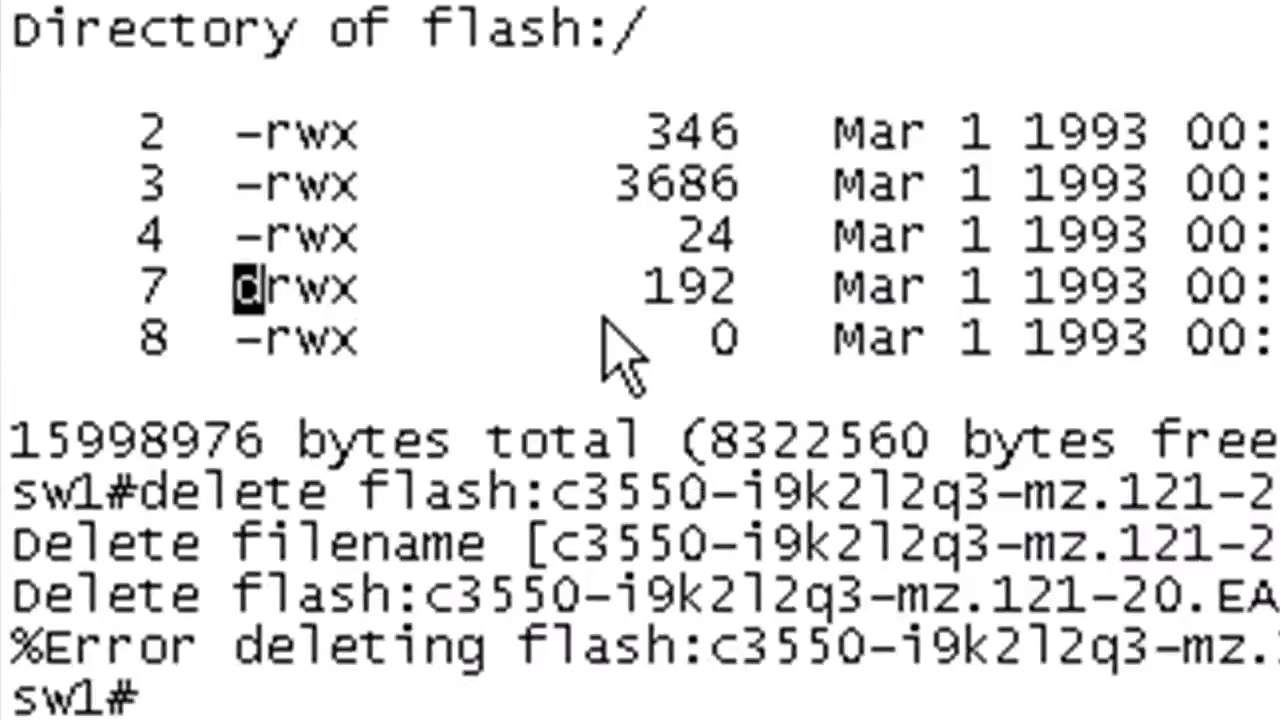 Directory of flash:/
2 -rwx 346 Mar 1 1993 00:
3 -rwx 3686 Mar 1 1993 00:
4 -rwx 24 Mar 1 1993 00:
7 drwx 192 Mar 1 1993 00:
8 -rwx 0 Mar 1 1993 00:
15998976 bytes total (8322560 bytes free
sw1#delete flash:c3550-i9k2l2q3-mz.121-2
Delete filename [c3550-i9k2l2q3-mz.121-2
Delete flash:c3550-i9k2l2q3-mz.121-20.EA
%Error deleting flash:c3550-i9k2l2q3-mz.
sw1#